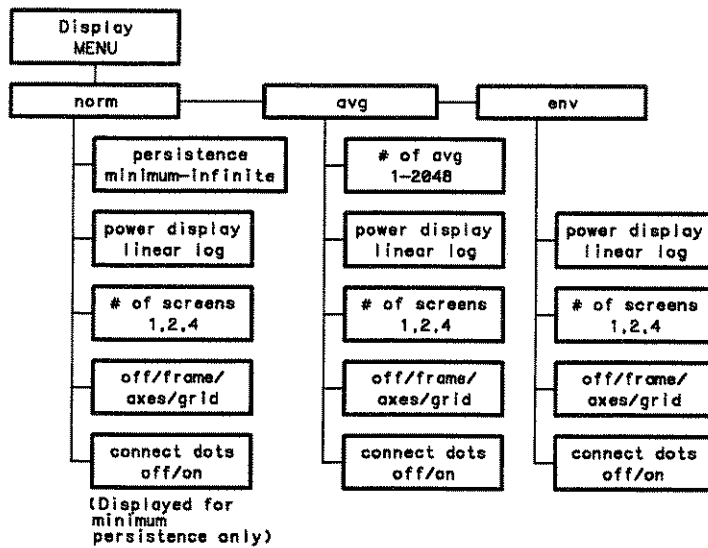 Display
MENU
norm
avg
env
persistence
minimum-infinite
# of avg
1-2048
power display
linear log
power display
linear log
power display
linear log
# of screens
1,2,4
# of screens
1,2,4
# of screens
1,2,4
off/frame/
axes/grid
off/frame/
axes/grid
off/frame/
axes/grid
connect dots
off/on
connect dots
off/on
connect dots
off/on
(Displayed for
minimum
persistence only)